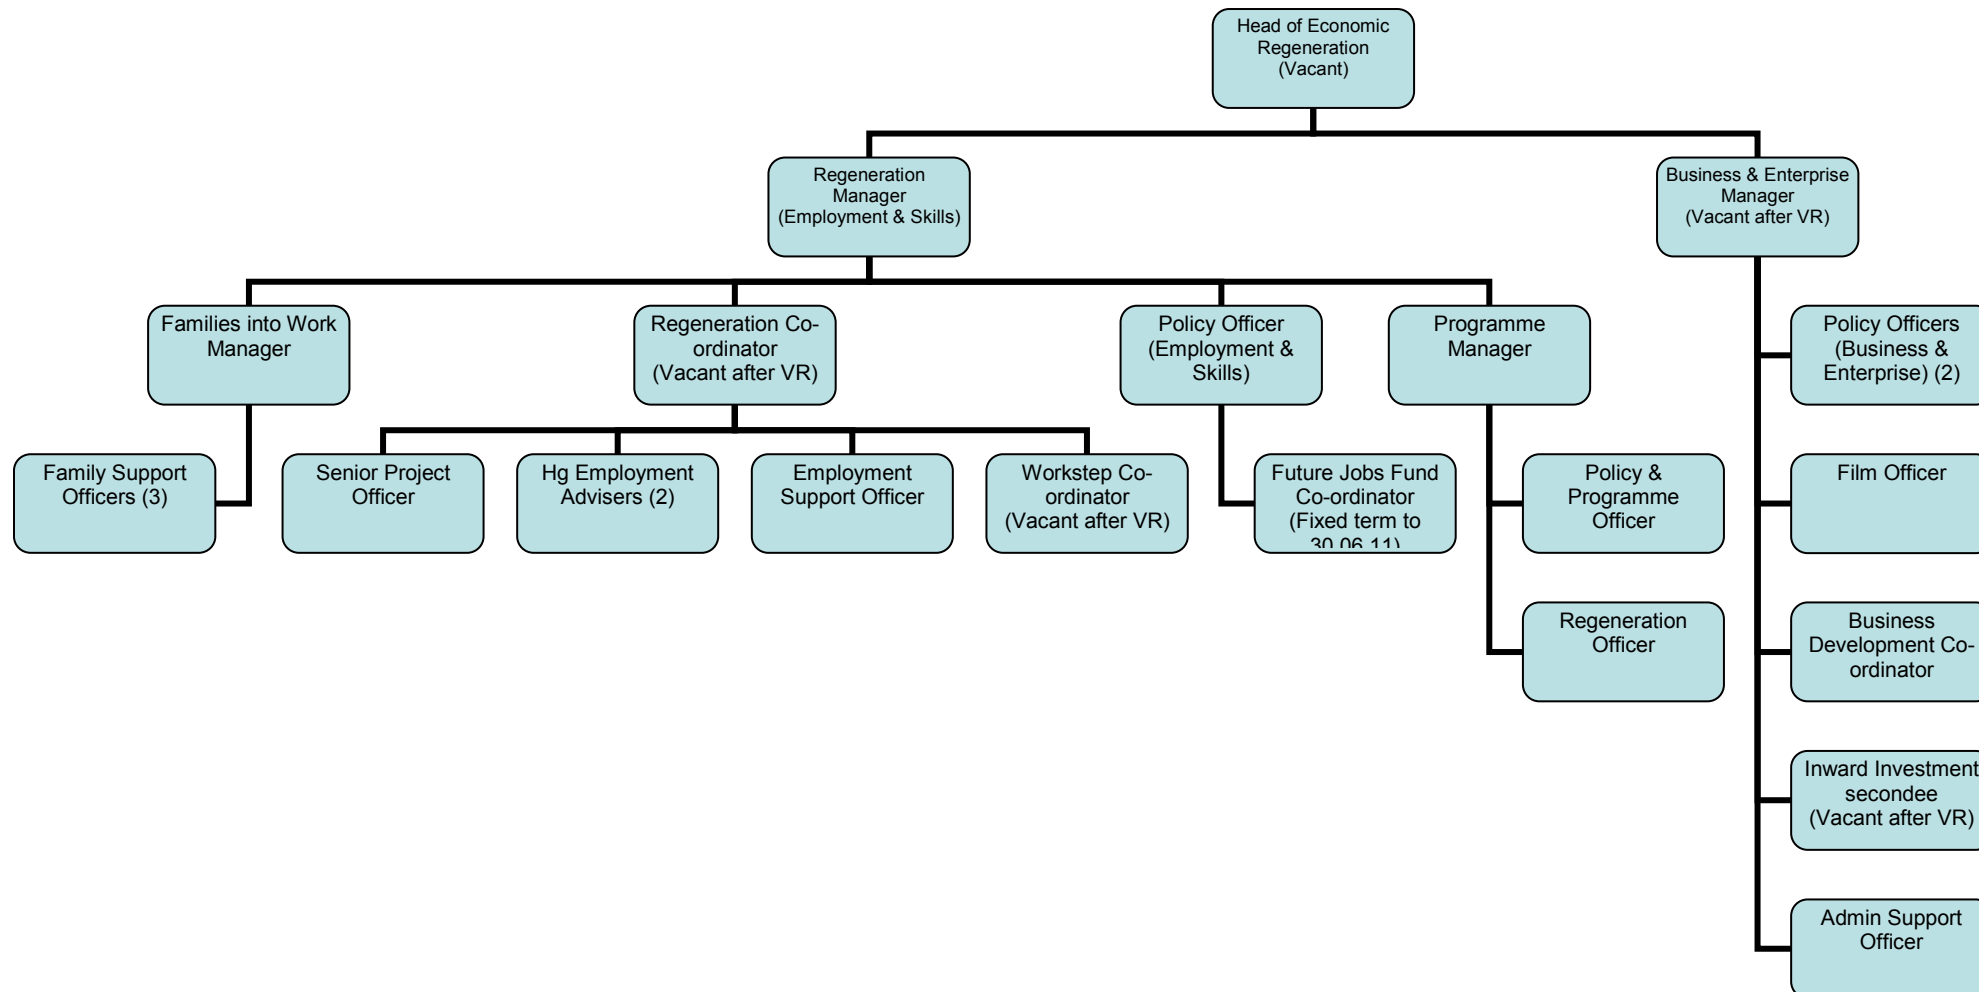 Head of Economic
Regeneration
(Vacant)
Regeneration
Manager
(Employment & Skills)
Business & Enterprise
Manager
(Vacant after VR)
Families into Work
Manager
Regeneration Co-
ordinator
(Vacant after VR)
Policy Officer
(Employment &
Skills)
Programme
Manager
Policy Officers
(Business &
Enterprise) (2)
Family Support
Officers (3)
Senior Project
Officer
Hg Employment
Advisers (2)
Employment
Support Officer
Workstep Co-
ordinator
(Vacant after VR)
Future Jobs Fund
Co-ordinator
(Fixed term to
30.06.11)
Policy &
Programme
Officer
Film Officer
Regeneration
Officer
Business
Development Co-
ordinator
Inward Investment
secondee
(Vacant after VR)
Admin Support
Officer